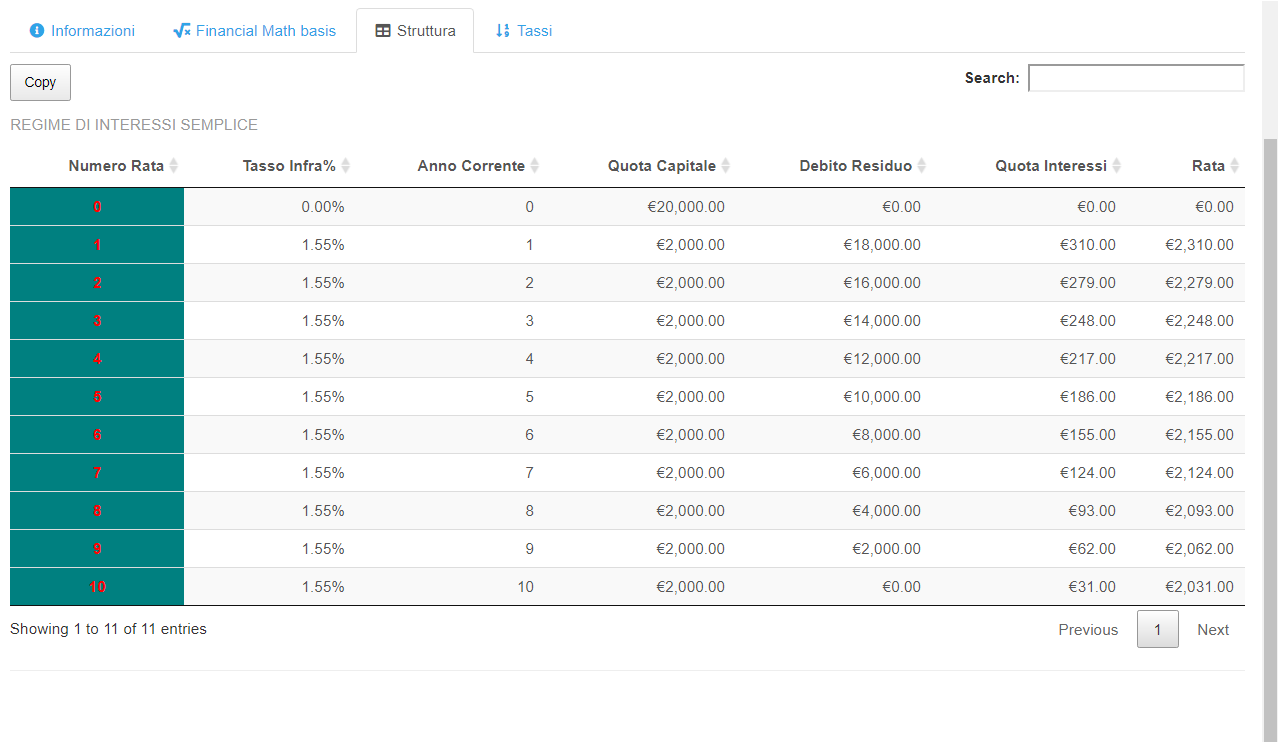 Informazioni Financial Math basis Struttura Tassi
Copy Search:
REGIME DI INTERESSI SEMPLICE
Numero Rata Tasso Infra% Anno Corrente Quota Capitale Debito Residuo Quota Interessi Rata
0 0.00% 0 €20,000.00 €0.00 €0.00 €0.00
1 1.55% 1 €2,000.00 €18,000.00 €310.00 €2,310.00
2 1.55% 2 €2,000.00 €16,000.00 €279.00 €2,279.00
3 1.55% 3 €2,000.00 €14,000.00 €248.00 €2,248.00
4 1.55% 4 €2,000.00 €12,000.00 €217.00 €2,217.00
5 1.55% 5 €2,000.00 €10,000.00 €186.00 €2,186.00
6 1.55% 6 €2,000.00 €8,000.00 €155.00 €2,155.00
7 1.55% 7 €2,000.00 €6,000.00 €124.00 €2,124.00
8 1.55% 8 €2,000.00 €4,000.00 €93.00 €2,093.00
9 1.55% 9 €2,000.00 €2,000.00 €62.00 €2,062.00
10 1.55% 10 €2,000.00 €0.00 €31.00 €2,031.00
Showing 1 to 11 of 11 entries Previous 1 Next